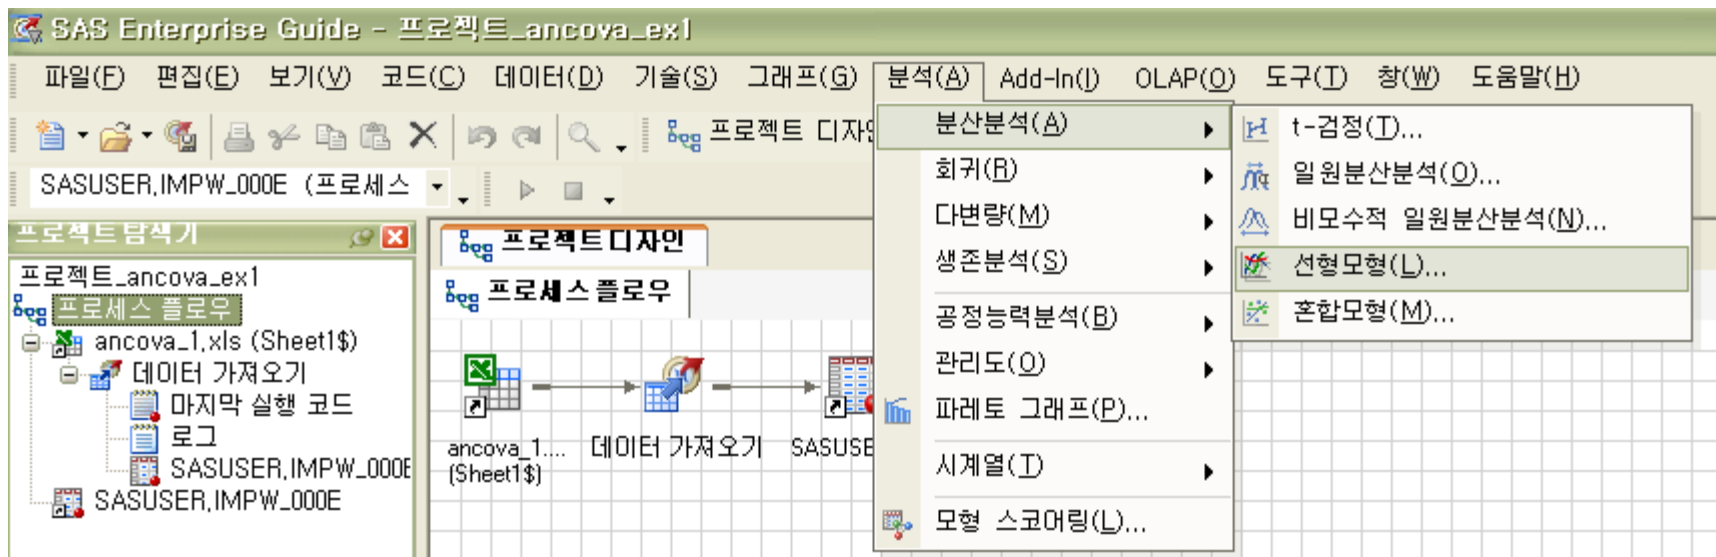 SAS Enterprise Guide - 프로젝트_ancova_ex1
파일(F) 편집(E) 보기(V) 코드(C) 데이터(D) 기술(S) 그래프(G) 분석(A) Add-In(I) OLAP(O) 도구(T) 창(W) 도움말(H)
프로젝트 디자인
SASUSER.IMPW_000E (프로세스
프로젝트 탐색기
프로젝트_ancova_ex1
프로세스 플로우
ancova_1.xls (Sheet1$)
데이터 가져오기
마지막 실행 코드
로그
SASUSER.IMPW_000E
SASUSER.IMPW_000E
프로젝트 디자인
프로세스 플로우
ancova_1.... 데이터 가져오기 SASUSE
(Sheet1$)
분산분석(A)
회귀(R)
다변량(M)
생존분석(S)
공정능력분석(B)
관리도(O)
파레토 그래프(P)...
시계열(T)
모형 스코어링(L)...
t-검정(T)...
일원분산분석(O)...
비모수적 일원분산분석(N)...
선형모형(L)...
혼합모형(M)...